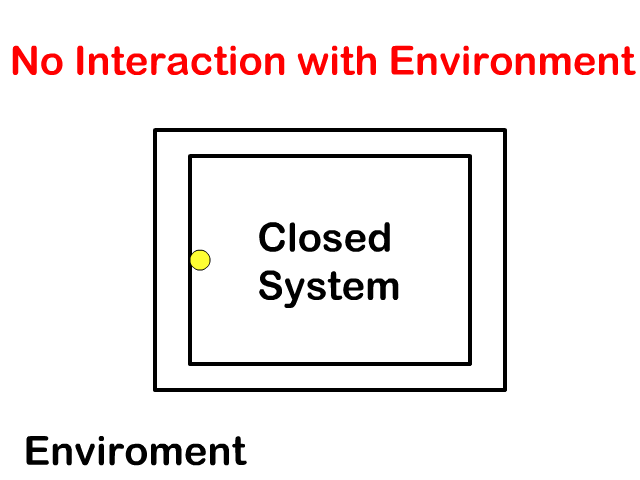 No Interaction with Environment
Closed
System
Enviroment